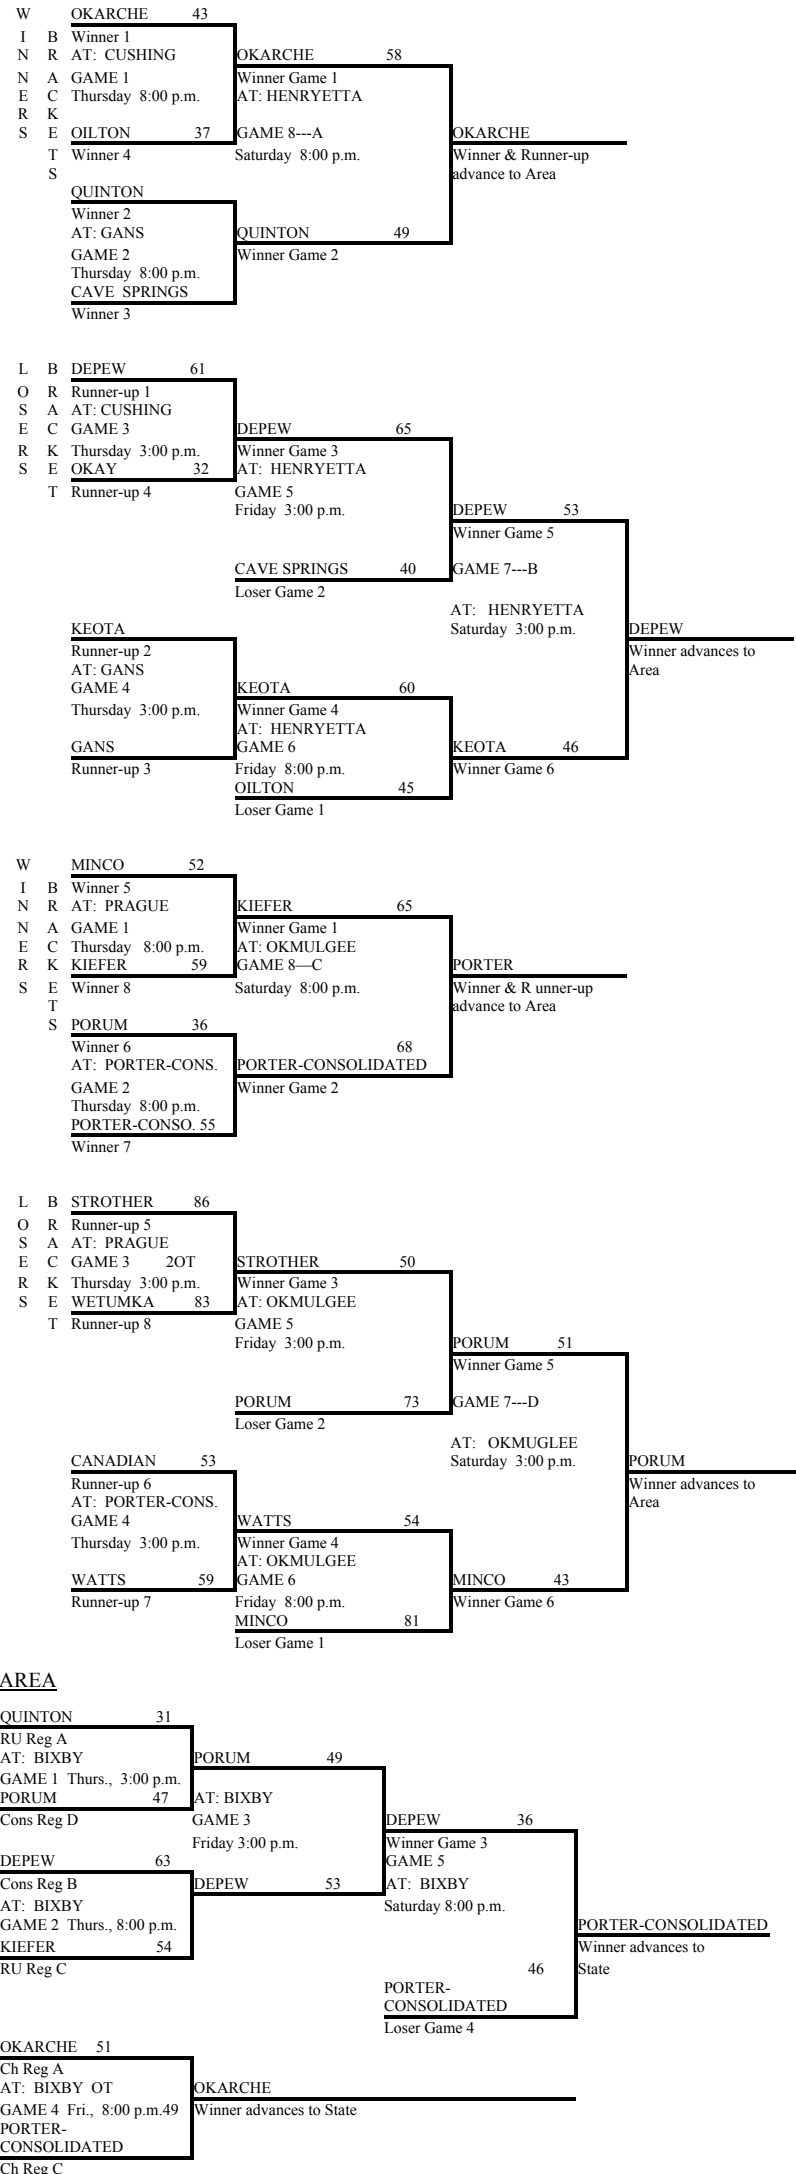 W OKARCHE 43
I B Winner 1
N R AT: CUSHING OKARCHE 58
N A GAME 1 Winner Game 1
E C Thursday 8:00 p.m. AT: HENRYETTA
R K
S E OILTON 37 GAME 8---A OKARCHE
T Winner 4 Saturday 8:00 p.m. Winner & Runner-up
S advance to Area
QUINTON
Winner 2
AT: GANS QUINTON 49
GAME 2 Winner Game 2
Thursday 8:00 p.m.
CAVE SPRINGS
Winner 3
L B DEPEW 61
O R Runner-up 1
S A AT: CUSHING
E C GAME 3 DEPEW 65
R K Thursday 3:00 p.m. Winner Game 3
S E OKAY 32 AT: HENRYETTA
T Runner-up 4 GAME 5
Friday 3:00 p.m. DEPEW 53
Winner Game 5
CAVE SPRINGS 40 GAME 7---B
Loser Game 2
AT: HENRYETTA
KEOTA Saturday 3:00 p.m. DEPEW
Runner-up 2 Winner advances to
AT: GANS Area
GAME 4 KEOTA 60
Thursday 3:00 p.m. Winner Game 4
AT: HENRYETTA
GANS GAME 6 KEOTA 46
Runner-up 3 Friday 8:00 p.m. Winner Game 6
OILTON 45
Loser Game 1
W MINCO 52
I B Winner 5
N R AT: PRAGUE KIEFER 65
N A GAME 1 Winner Game 1
E C Thursday 8:00 p.m. AT: OKMULGEE
R K KIEFER 59 GAME 8—C PORTER
S E Winner 8 Saturday 8:00 p.m. Winner & R unner-up
T advance to Area
S PORUM 36
Winner 6 68
AT: PORTER-CONS. PORTER-CONSOLIDATED
GAME 2 Winner Game 2
Thursday 8:00 p.m.
PORTER-CONSO. 55
Winner 7
L B STROTHER 86
O R Runner-up 5
S A AT: PRAGUE
E C GAME 3 2OT STROTHER 50
R K Thursday 3:00 p.m. Winner Game 3
S E WETUMKA 83 AT: OKMULGEE
T Runner-up 8 GAME 5
Friday 3:00 p.m. PORUM 51
Winner Game 5
PORUM 73 GAME 7---D
Loser Game 2
AT: OKMUGLEE
CANADIAN 53 Saturday 3:00 p.m. PORUM
Runner-up 6 Winner advances to
AT: PORTER-CONS. Area
GAME 4 WATTS 54
Thursday 3:00 p.m. Winner Game 4
AT: OKMULGEE
WATTS 59 GAME 6 MINCO 43
Runner-up 7 Friday 8:00 p.m. Winner Game 6
MINCO 81
Loser Game 1
AREA
QUINTON 31
RU Reg A
AT: BIXBY PORUM 49
GAME 1 Thurs., 3:00 p.m.
PORUM 47 AT: BIXBY
Cons Reg D GAME 3 DEPEW 36
Friday 3:00 p.m. Winner Game 3
DEPEW 63 GAME 5
Cons Reg B DEPEW 53 AT: BIXBY
AT: BIXBY Saturday 8:00 p.m.
GAME 2 Thurs., 8:00 p.m. PORTER-CONSOLIDATED
KIEFER 54 Winner advances to
RU Reg C 46 State
PORTER-
CONSOLIDATED
Loser Game 4
OKARCHE 51
Ch Reg A
AT: BIXBY OT OKARCHE
GAME 4 Fri., 8:00 p.m.49 Winner advances to State
PORTER-
CONSOLIDATED
Ch Reg C